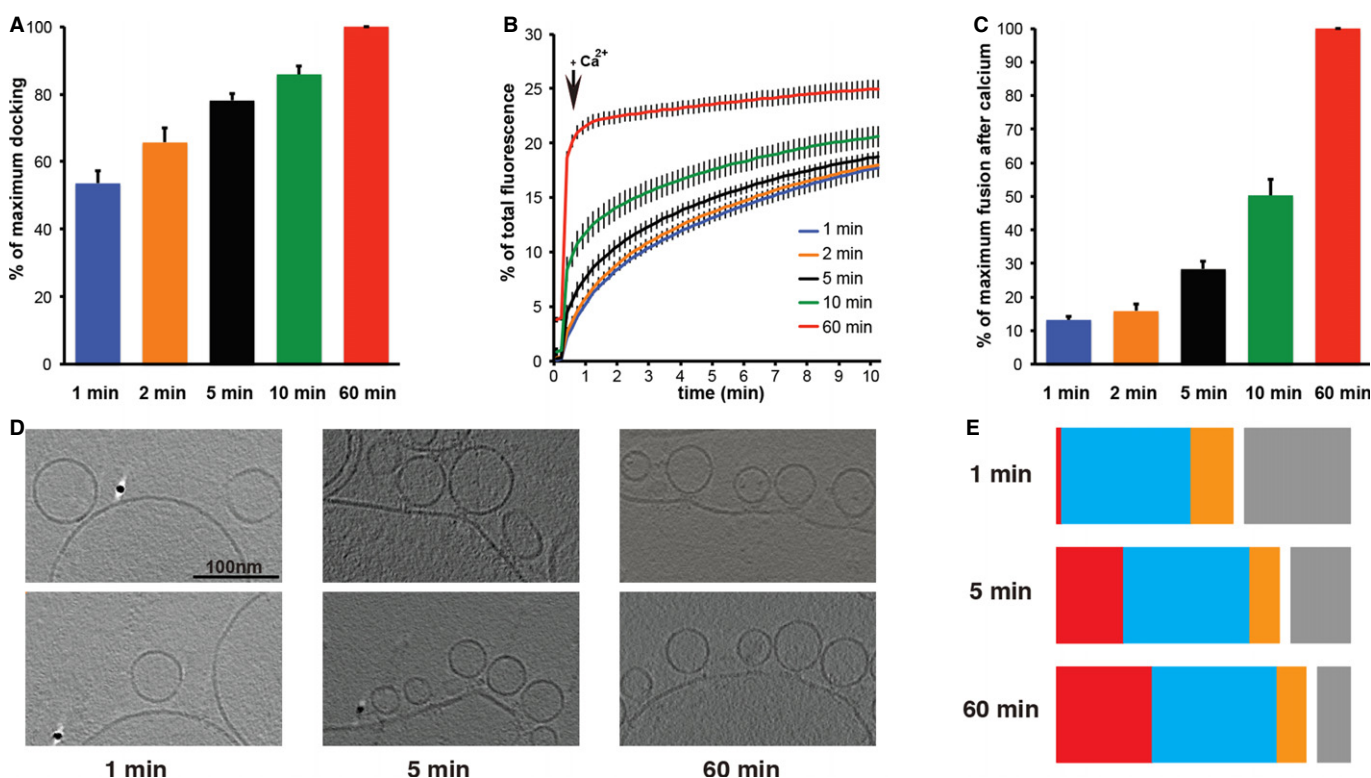 A
% of maximum docking
100
80
60
40
20
0
1 min 2 min 5 min 10 min 60 min
B
% of total fluorescence
30
25
20
15
10
5
0
+ Ca2+
1 min
2 min
5 min
10 min
60 min
0 1 2 3 4 5 6 7 8 9 10
time (min)
C
% of maximum fusion after calcium
100
90
80
70
60
50
40
30
20
10
0
1 min 2 min 5 min 10 min 60 min
D
100nm
1 min 5 min 60 min
E
1 min
5 min
60 min